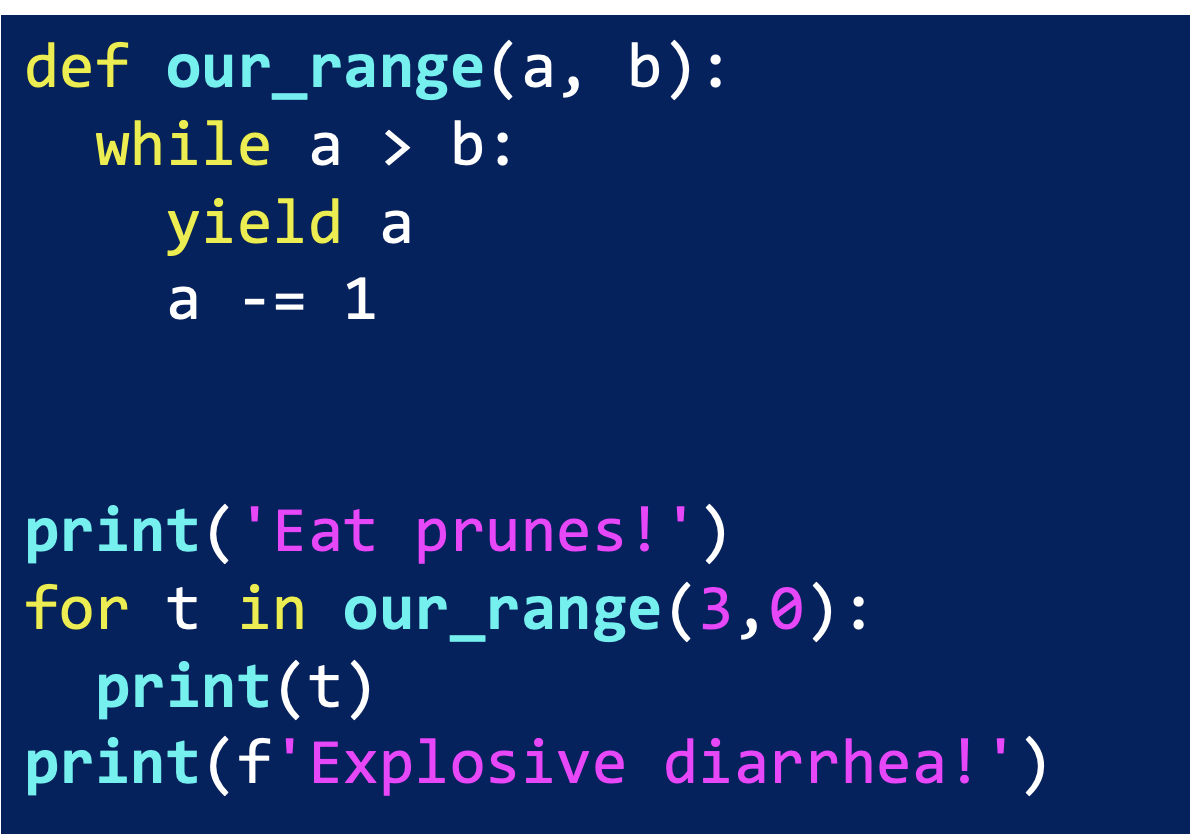 def our_range(a, b):
  while a > b:
    yield a
    a -= 1
print('Eat prunes!')
for t in our_range(3,0):
  print(t)
print(f'Explosive diarrhea!')